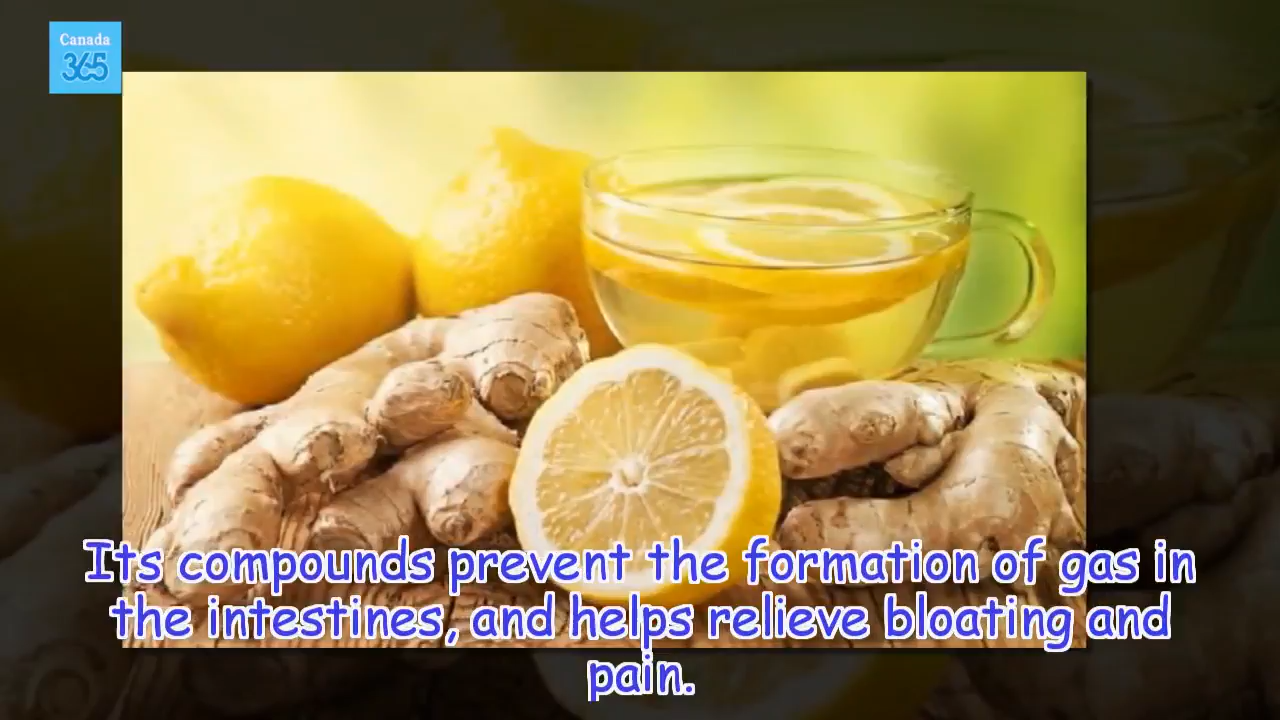 Canada
365
Its compounds prevent the formation of gas in
the intestines, and helps relieve bloating and
pain.